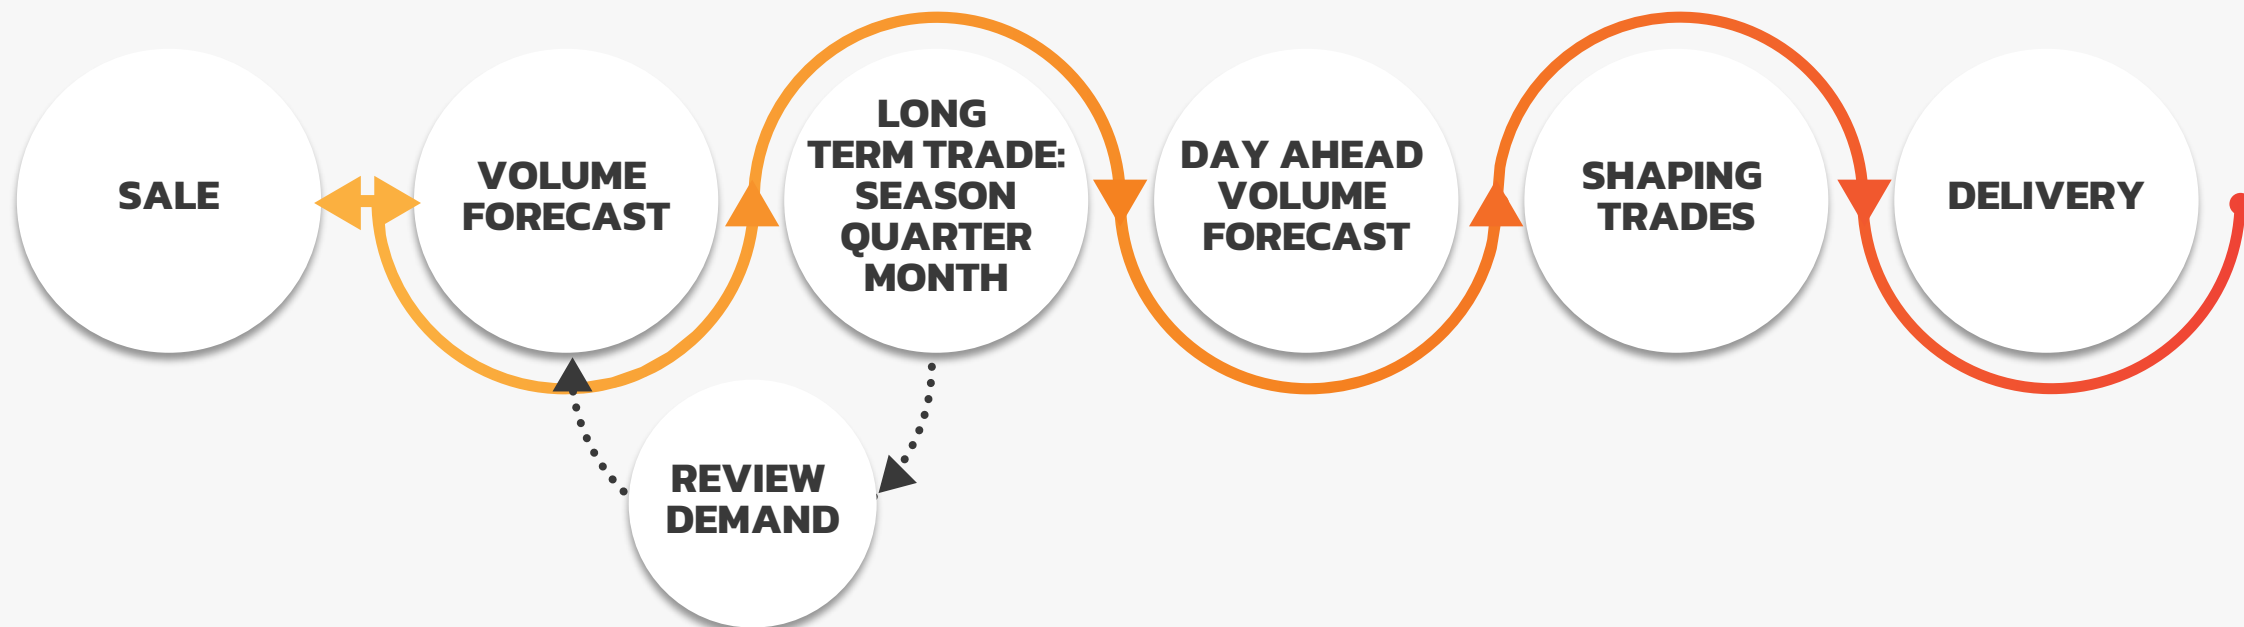 SALE
VOLUME
FORECAST
LONG
TERM TRADE:
SEASON
QUARTER
MONTH
DAY AHEAD
VOLUME
FORECAST
SHAPING
TRADES
DELIVERY
REVIEW
DEMAND